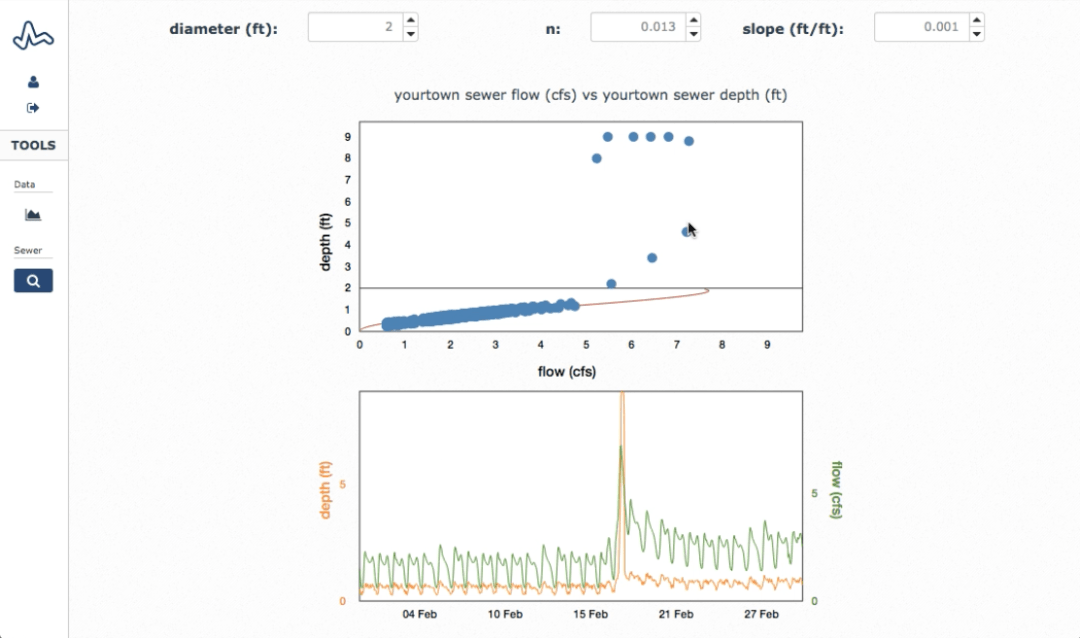 diameter (ft): 2 n: 0.013 slope (ft/ft): 0.001
TOOLS
Data
Sewer
yourtown sewer flow (cfs) vs yourtown sewer depth (ft)
depth (ft)
9
8
7
6
5
4
3
2
1
0
0 1 2 3 4 5 6 7 8 9
flow (cfs)
depth (ft)
5
0
flow (cfs)
5
0
04 Feb 10 Feb 15 Feb 21 Feb 27 Feb